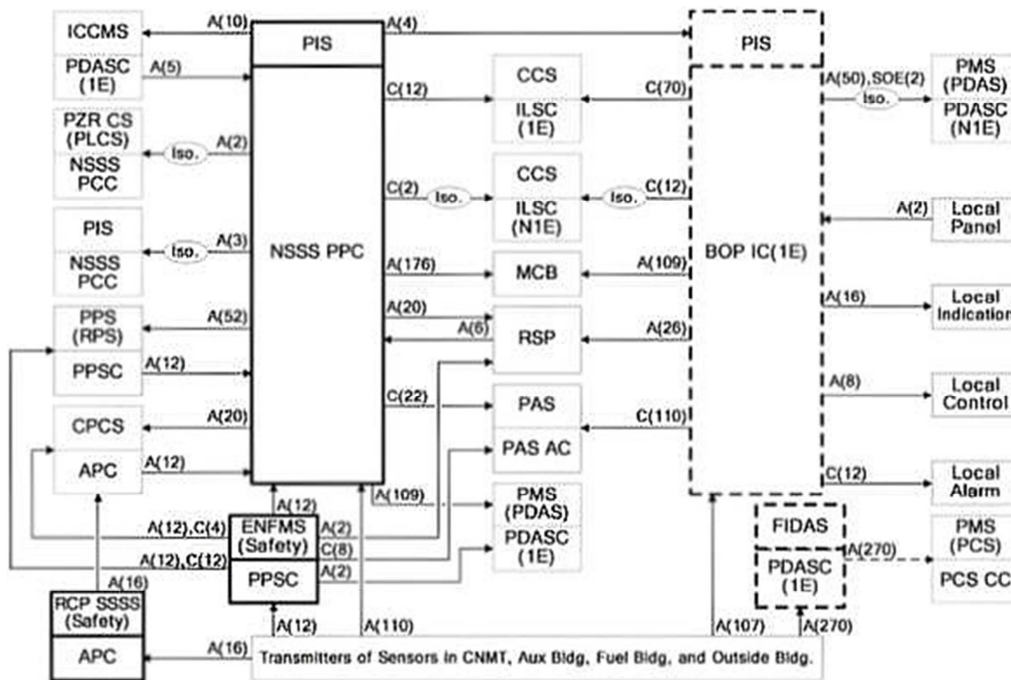 ICCMS
PDASC
(1E)
A(10)
A(5)
PZR CS
(PLCS)
NSSS
PCC
Iso.
A(2)
PIS
NSSS
PCC
Iso.
A(3)
PPS
(RPS)
PPSC
A(52)
A(12)
CPCS
APC
A(20)
A(12)
PIS
NSSS PPC
A(4)
C(12)
CCS
ILSC
(1E)
C(70)
C(2)
Iso.
CCS
ILSC
(N1E)
Iso.
C(12)
A(176)
MCB
A(109)
A(20)
A(6)
RSP
A(26)
C(22)
PAS
PAS AC
C(110)
A(109)
PMS
(PDAS)
PDASC
(1E)
PIS
BOP IC(1E)
A(50),SOE(2)
Iso.
PMS
(PDAS)
PDASC
(N1E)
A(2)
Local
Panel
A(16)
Local
Indication
A(8)
Local
Control
C(12)
Local
Alarm
FIDAS
PDASC
(1E)
A(270)
PMS
(PCS)
PCS CC
A(12)
ENFMS
(Safety)
PPSC
A(12),C(4)
A(12),C(12)
A(2)
C(8)
A(2)
A(16)
RCP SSSS
(Safety)
APC
A(16)
A(12)
A(110)
A(107)
A(270)
Transmitters of Sensors in CNMT, Aux Bldg, Fuel Bldg, and Outside Bldg.